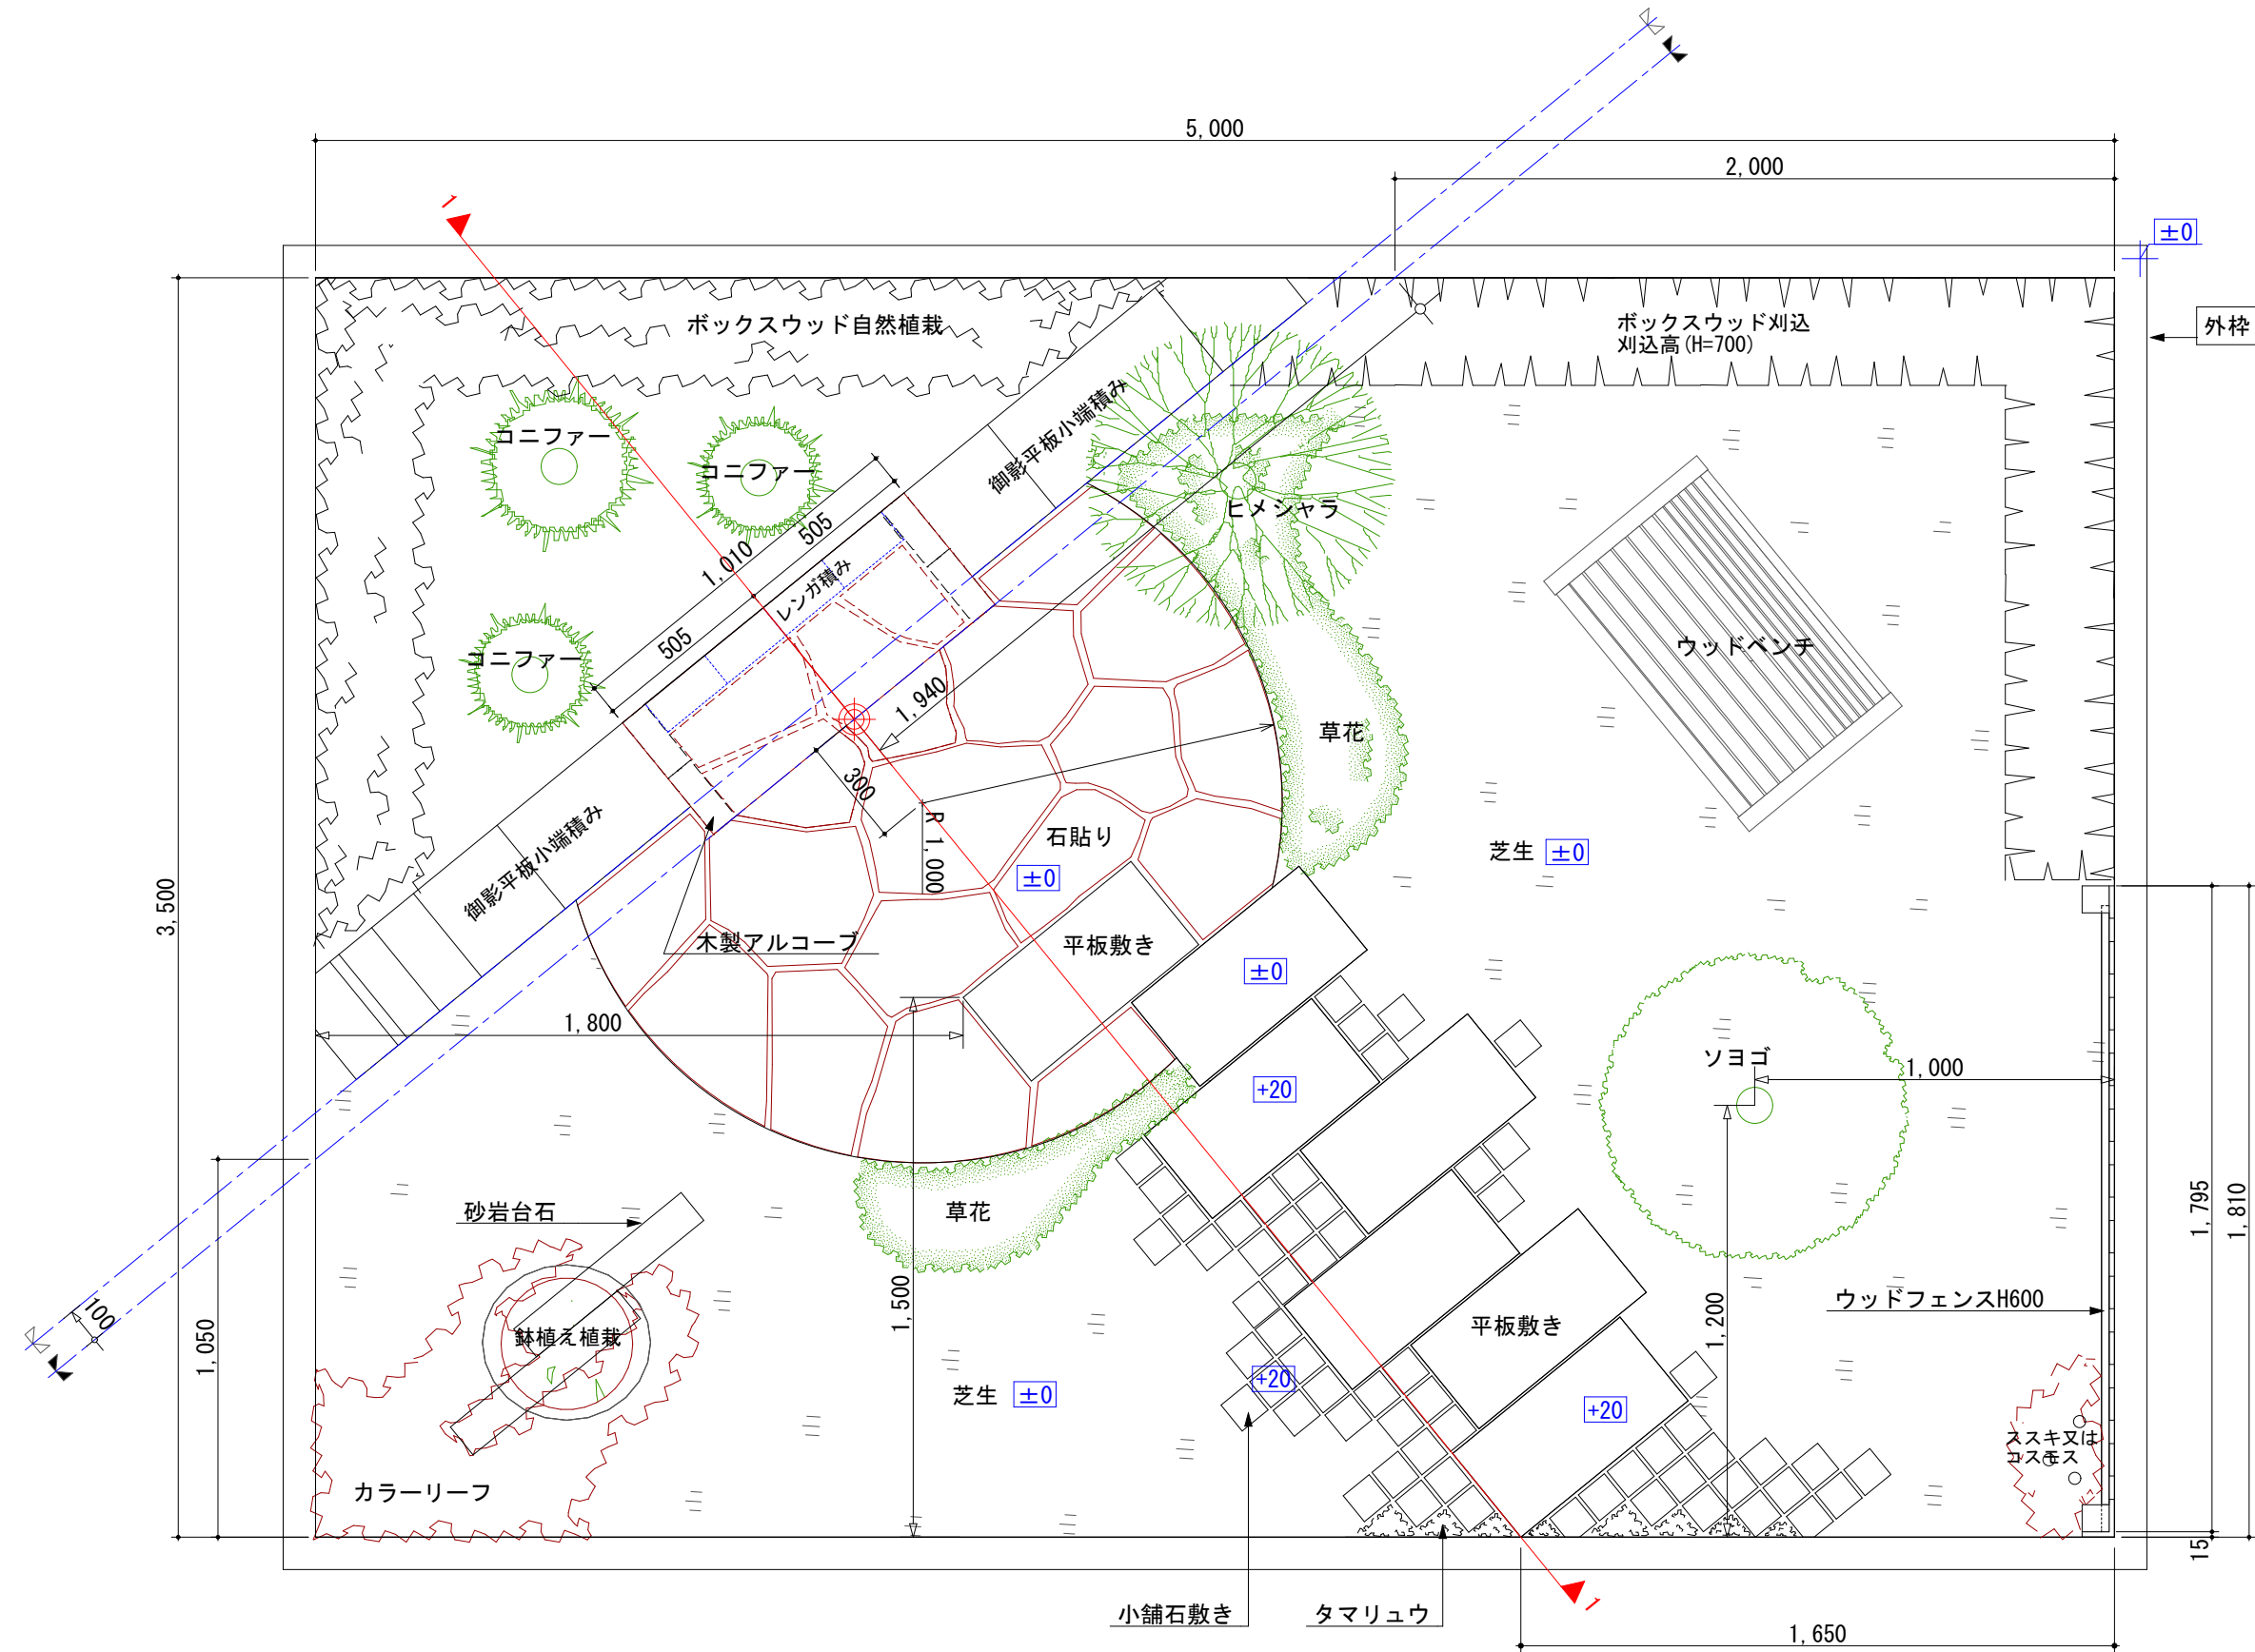 5,000
2,000
±0
外枠
1
ボックスウッド自然植栽
ボックスウッド刈込
刈込高(H=700)
コニファー
コニファー
御影平板小端積み
ヒメシャラ
505
1,010
レンガ積み
コニファー
505
ウッドベンチ
1,940
草花
300
R 1,000
石貼り
±0
芝生 ±0
御影平板小端積み
3,500
木製アルコーブ
平板敷き
±0
1,800
+20
ソヨゴ
1,000
砂岩台石
草花
1,795
1,810
1,500
ウッドフェンスH600
100
1,050
鉢植え植栽
平板敷き
1,200
芝生 ±0
+20
+20
ススキ又は
コスモス
カラーリーフ
15
小舗石敷き
タマリュウ
1
1,650